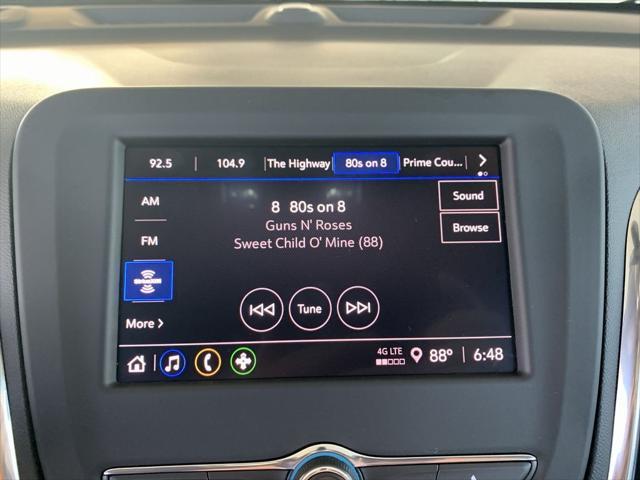 92.5 104.9 The Highway 80s on 8 Prime Cou...
AM
FM
SiriusXM
More
8 80s on 8
Guns N' Roses
Sweet Child O' Mine (88)
Sound
Browse
Tune
4G LTE
88° 6:48